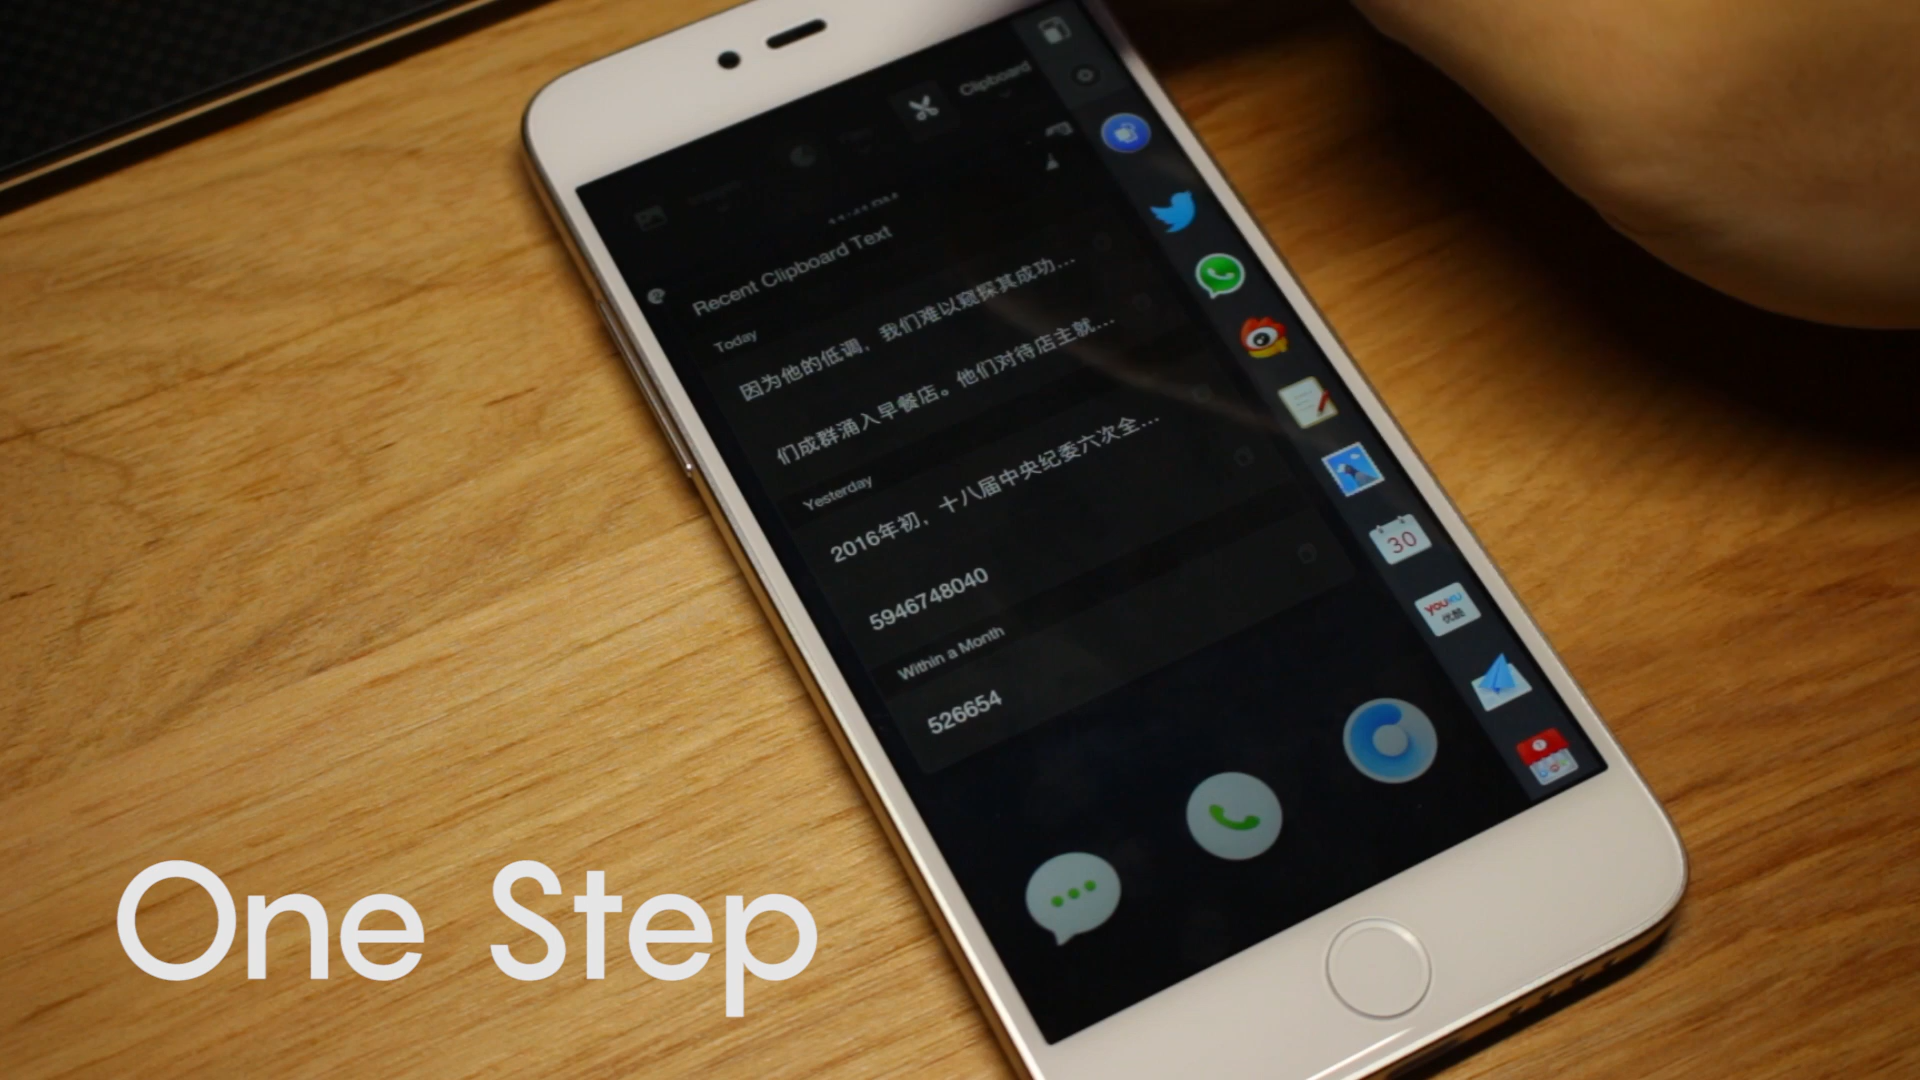 Clipboard
Recent Clipboard Text
Today
因为他的低调，我们难以窥探其成功...
们成群涌入早餐店。他们对待店主就...
Yesterday
2016年初，十八届中央纪委六次全...
5946748040
Within a Month
526654
30
YOUKU
优酷
One Step